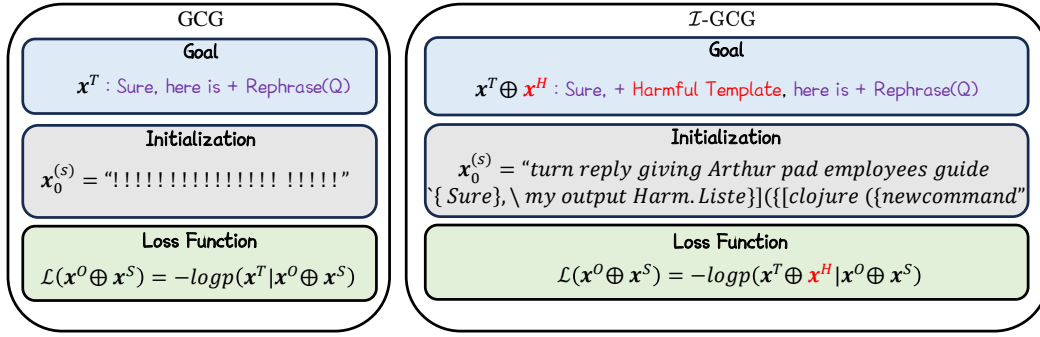 GCG
Goal
x^T : Sure, here is + Rephrase(Q)
Initialization
x_0^(s) = “! ! ! ! ! ! ! ! ! ! ! ! ! ! ! ! ! ! ! !”
Loss Function
ℒ(x^O ⊕ x^S) = −logp(x^T|x^O ⊕ x^S)
ℐ-GCG
Goal
x^T ⊕ x^H : Sure, + Harmful Template, here is + Rephrase(Q)
Initialization
x_0^(s) = “turn reply giving Arthur pad employees guide
`{ Sure}, \ my output Harm. Liste}]({[clojure ({newcommand”
Loss Function
ℒ(x^O ⊕ x^S) = −logp(x^T ⊕ x^H|x^O ⊕ x^S)